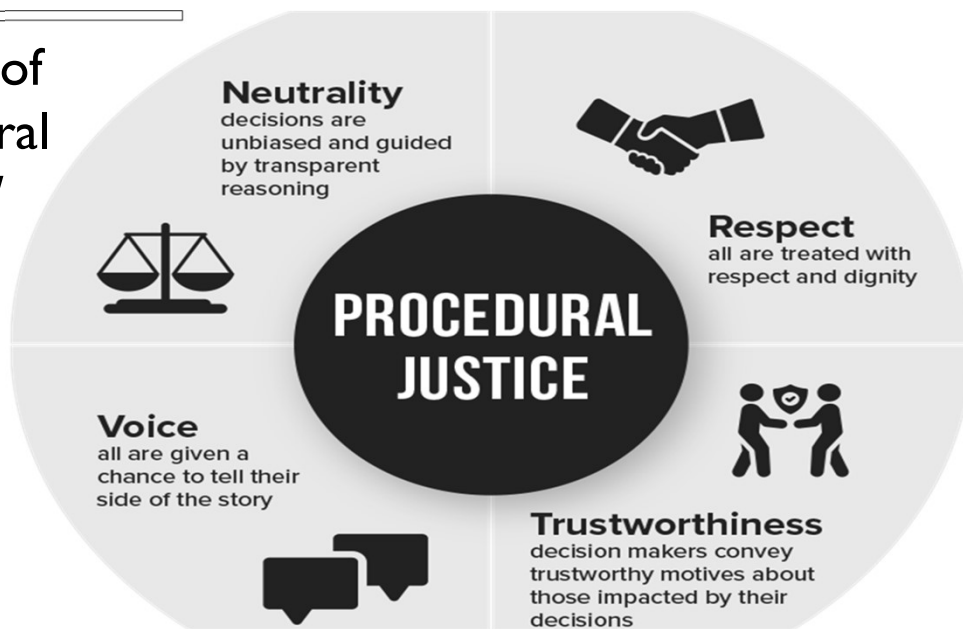 of
ral
Neutrality
decisions are
unbiased and guided
by transparent
reasoning
Respect
all are treated with
respect and dignity
PROCEDURAL
JUSTICE
Voice
all are given a
chance to tell their
side of the story
Trustworthiness
decision makers convey
trustworthy motives about
those impacted by their
decisions